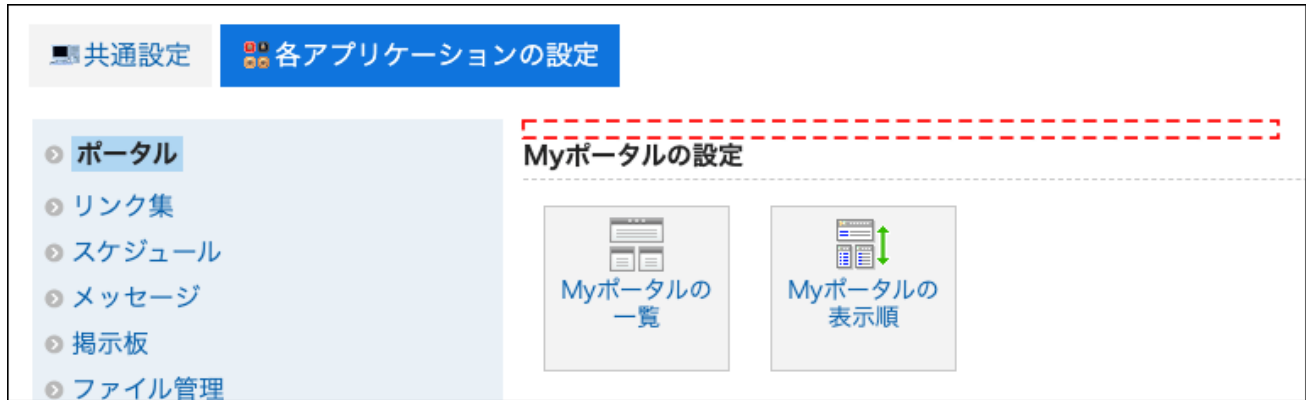 共通設定
各アプリケーションの設定
ポータル
リンク集
スケジュール
メッセージ
掲示板
ファイル管理
Myポータルの設定
Myポータルの
一覧
Myポータルの
表示順